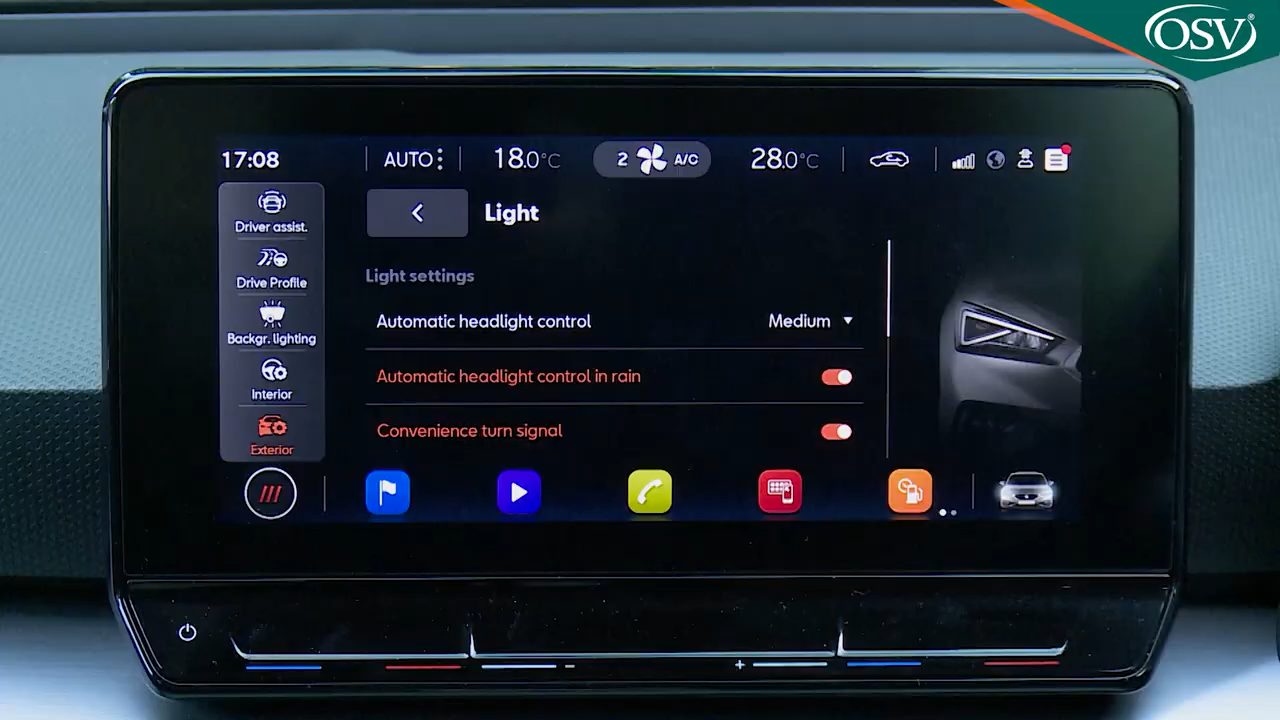 OSV®
17:08
AUTO
18.0°C
2 A/C
28.0°C
Driver assist.
Drive Profile
Backgr. lighting
Interior
Exterior
Light
Light settings
Automatic headlight control
Medium
Automatic headlight control in rain
Convenience turn signal